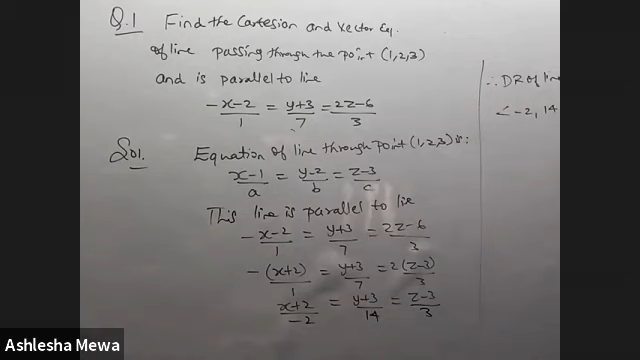 Q.1 Find the Cartesion and Vector Eq.
of line passing through the point (1,2,3)
and is parallel to line
-x-2/1 = y+3/7 = 2z-6/3
Sol. Equation of line through point (1,2,3) is:
x-1/a = y-2/b = z-3/c
This line is parallel to lie
-x-2/1 = y+3/7 = 2z-6/3
-(x+2)/1 = y+3/7 = 2(z-3)/3
x+2/-2 = y+3/14 = z-3/3
∴ DR of line
<-2, 14
Ashlesha Mewa